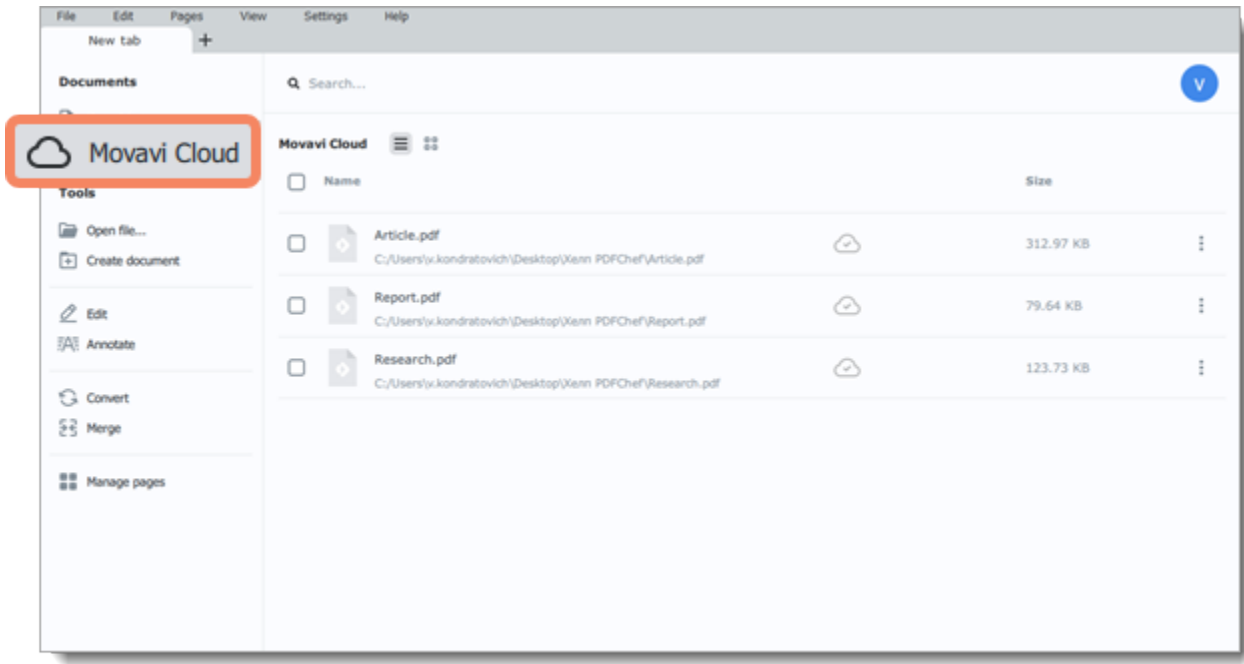 File Edit Pages View Settings Help
New tab +
Documents
Search...
V
Movavi Cloud
Movavi Cloud
Name Size
Tools
Open file...
Create document
Edit
Annotate
Convert
Merge
Manage pages
Article.pdf
C:/Users\v.kondratovich\Desktop\Xenn PDFChef\Article.pdf
312.97 KB
Report.pdf
C:/Users\v.kondratovich\Desktop\Xenn PDFChef\Report.pdf
79.64 KB
Research.pdf
C:/Users\v.kondratovich\Desktop\Xenn PDFChef\Research.pdf
123.73 KB